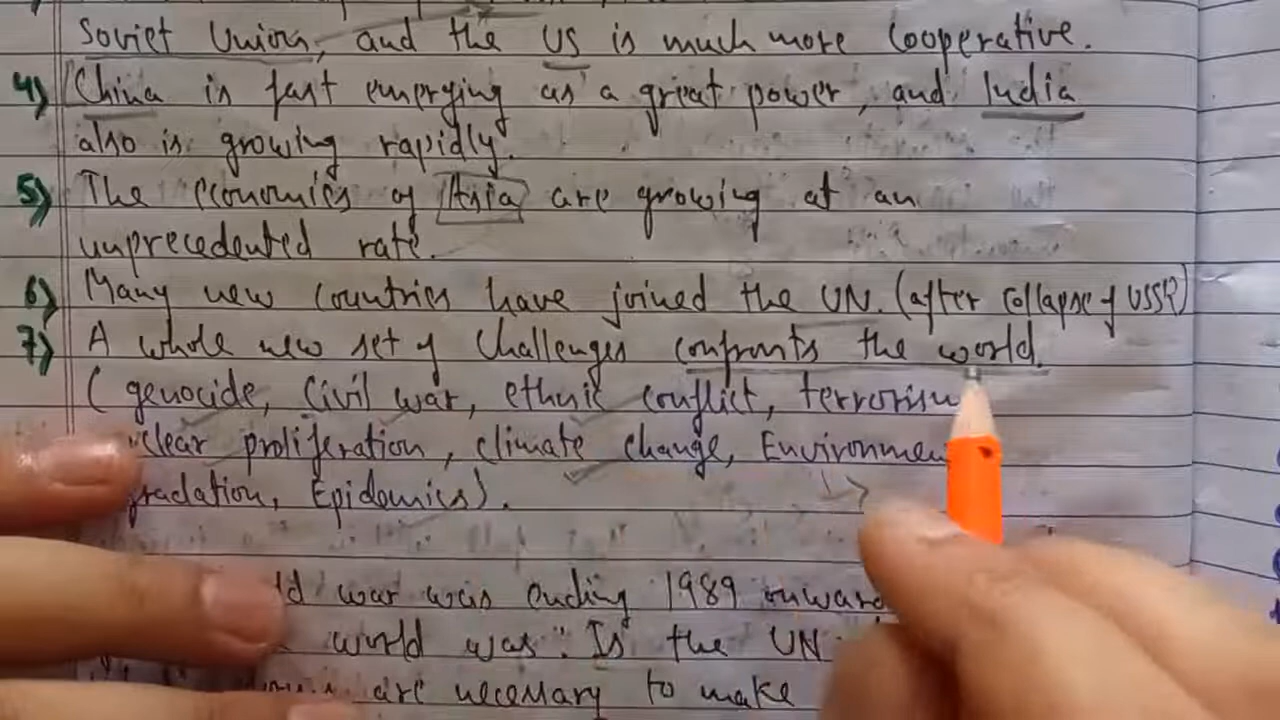 Soviet Union, and the US is much more Cooperative.
4) China is fast emerging as a great power, and India
also is growing rapidly.
5) The economies of Asia are growing at an
unprecedented rate.
6) Many new countries have joined the UN. (after collapse of USSR)
7) A whole new set of challenges confronts the world.
(genocide, Civil war, ethnic conflict, terrorism
clear proliferation, climate change, Environmen
gradation, Epidemics).
ld war was ending 1989 onward
world was: Is the UN
are necessary to make